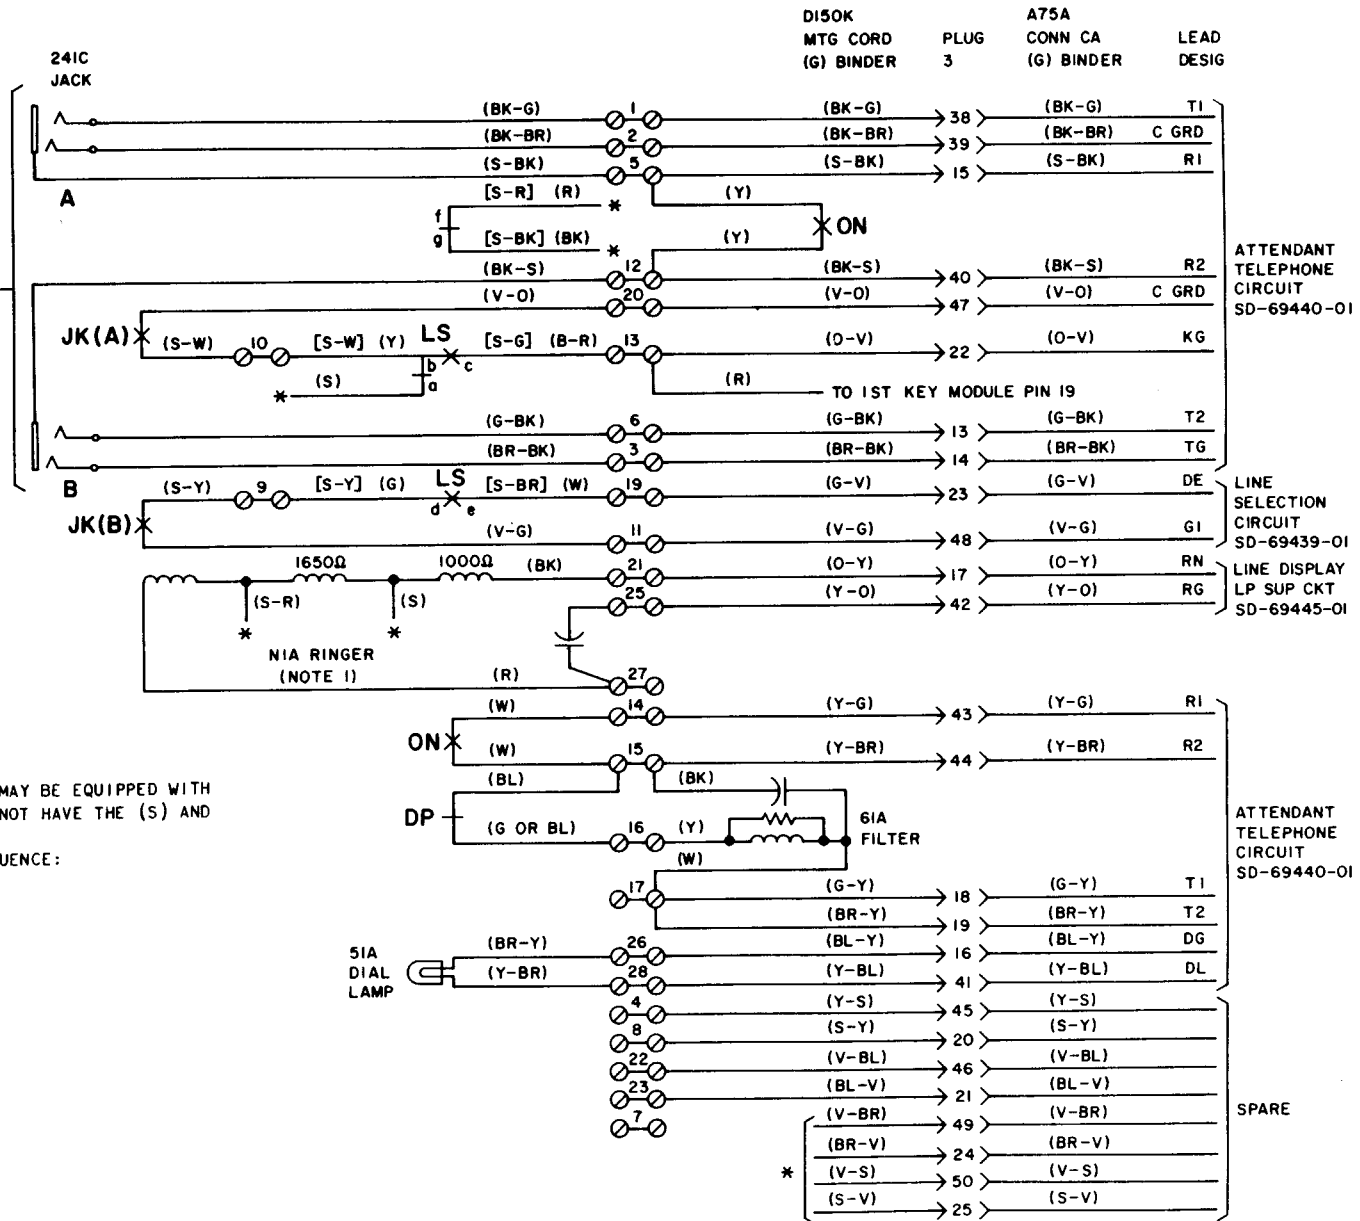 D150K A75A
MTG CORD PLUG CONN CA LEAD
(G) BINDER 3 (G) BINDER DESIG
241C
JACK
(BK-G) 1 (BK-G) 38 (BK-G) T1
(BK-BR) 2 (BK-BR) 39 (BK-BR) C GRD
(S-BK) 5 (S-BK) 15 (S-BK) R1
A
[S-R] (R) * (Y)
f
g
ON
[S-BK] (BK) * (Y)
(BK-S) 12 (BK-S) 40 (BK-S) R2
(V-O) 20 (V-O) 47 (V-O) C GRD
ATTENDANT
TELEPHONE
CIRCUIT
SD-69440-01
JK(A) (S-W) 10 [S-W] (Y) LS [S-G] (B-R) 13 (O-V) 22 (O-V) KG
b c
a
* (S) (R) TO 1ST KEY MODULE PIN 19
(G-BK) 6 (G-BK) 13 (G-BK) T2
(BR-BK) 3 (BR-BK) 14 (BR-BK) TG
B
(S-Y) 9 [S-Y] (G) LS [S-BR] (W) 19 (G-V) 23 (G-V) DE
d e
JK(B)
(V-G) 11 (V-G) 48 (V-G) G1
LINE
SELECTION
CIRCUIT
SD-69439-01
1650Ω 1000Ω (BK) 21 (O-Y) 17 (O-Y) RN
(S-R) (S) 25 (Y-O) 42 (Y-O) RG
* *
LINE DISPLAY
LP SUP CKT
SD-69445-01
N1A RINGER
(NOTE 1)
(R) 27
(W) 14 (Y-G) 43 (Y-G) R1
ON
(W) 15 (Y-BR) 44 (Y-BR) R2
(BL) (BK)
MAY BE EQUIPPED WITH
NOT HAVE THE (S) AND
UENCE:
DP
(G OR BL) 16 (Y)
61A
FILTER
(W)
ATTENDANT
TELEPHONE
CIRCUIT
SD-69440-01
17 (G-Y) 18 (G-Y) T1
(BR-Y) 19 (BR-Y) T2
51A
DIAL
LAMP
(BR-Y) 26 (BL-Y) 16 (BL-Y) DG
(Y-BR) 28 (Y-BL) 41 (Y-BL) DL
4 (Y-S) 45 (Y-S)
8 (S-Y) 20 (S-Y)
22 (V-BL) 46 (V-BL)
23 (BL-V) 21 (BL-V)
7 (V-BR) 49 (V-BR)
SPARE
(BR-V) 24 (BR-V)
* (V-S) 50 (V-S)
(S-V) 25 (S-V)